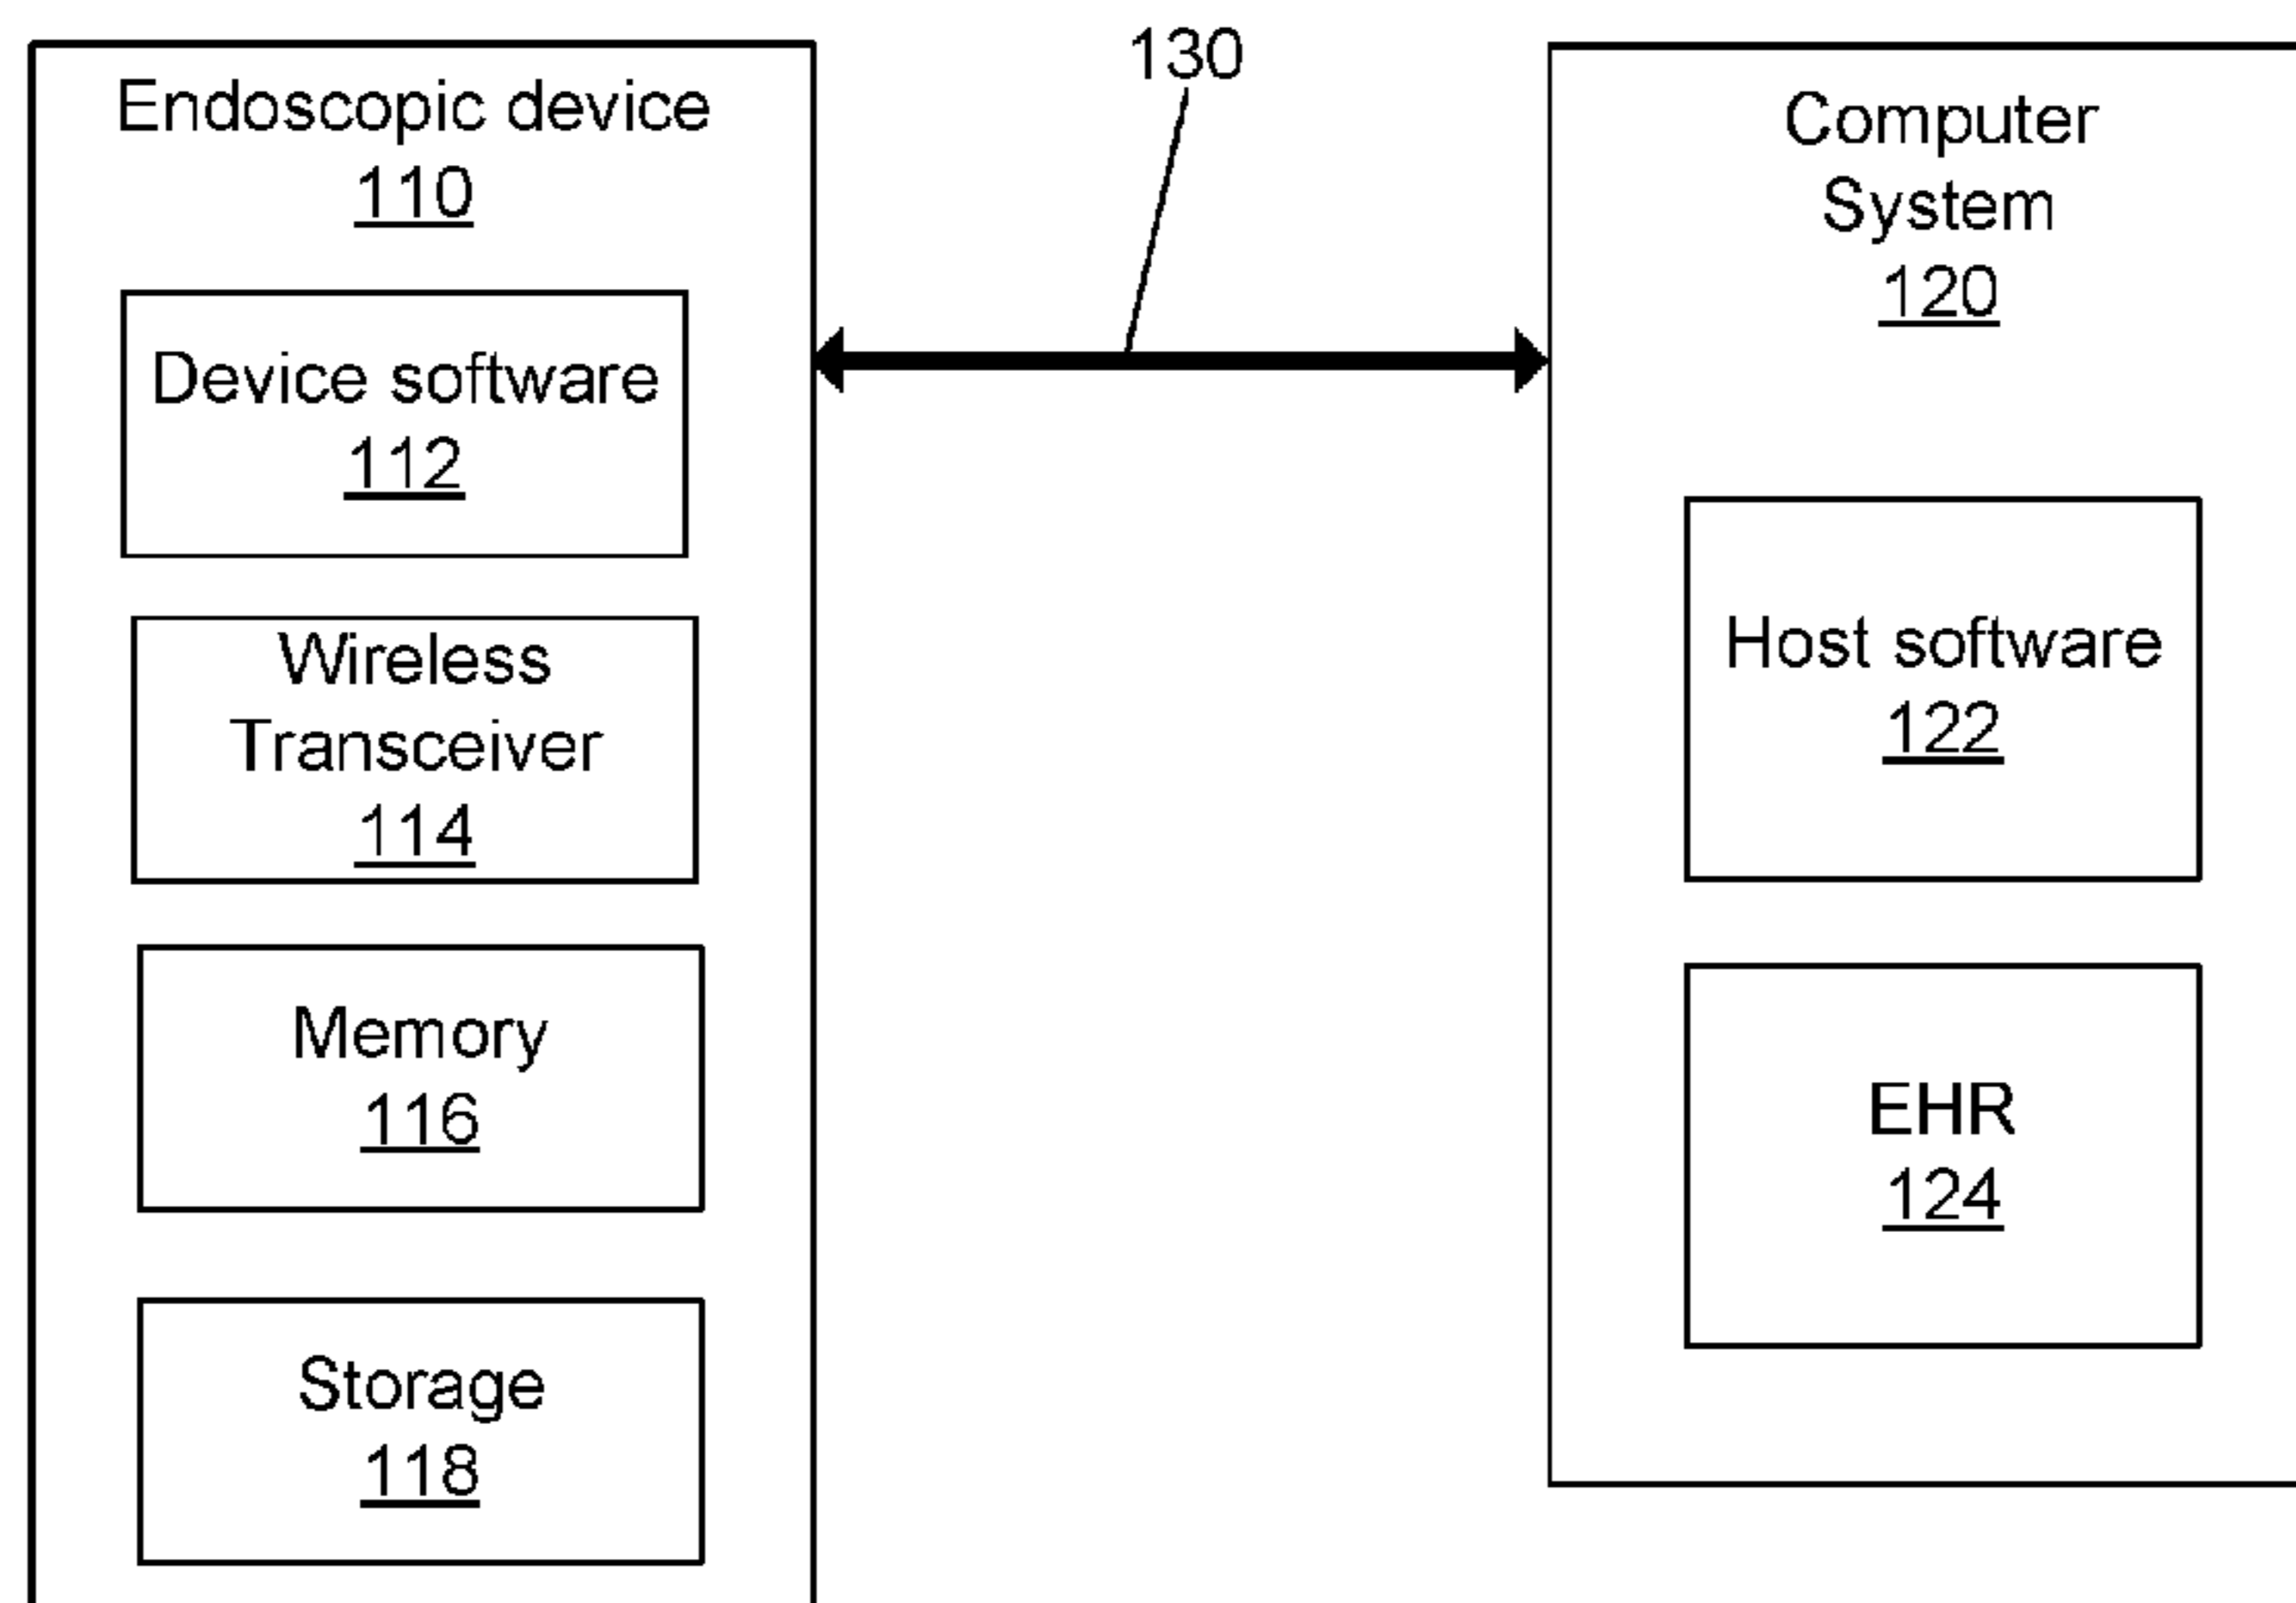 Endoscopic device
110
Device software
112
Wireless
Transceiver
114
Memory
116
Storage
118
130
Computer
System
120
Host software
122
EHR
124